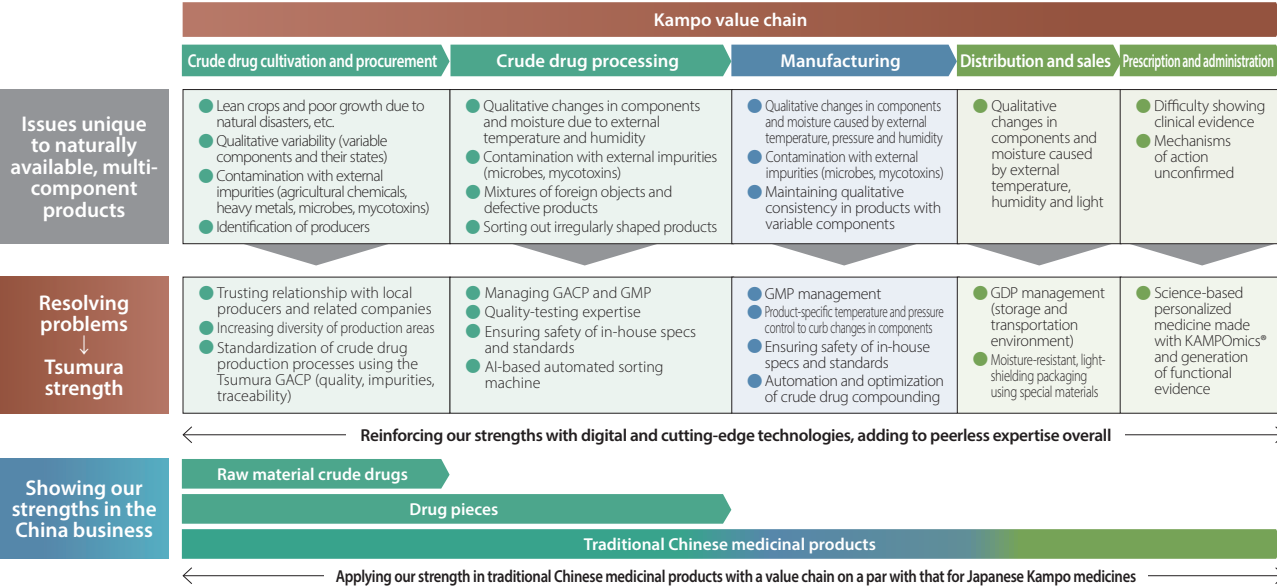 Kampo value chain
Crude drug cultivation and procurement
Crude drug processing
Manufacturing
Distribution and sales
Prescription and administration
Issues unique
to naturally
available, multi-
component
products
● Lean crops and poor growth due to
natural disasters, etc.
● Qualitative variability (variable
components and their states)
● Contamination with external
impurities (agricultural chemicals,
heavy metals, microbes, mycotoxins)
● Identification of producers
● Qualitative changes in components
and moisture due to external
temperature and humidity
● Contamination with external impurities
(microbes, mycotoxins)
● Mixtures of foreign objects and
defective products
● Sorting out irregularly shaped products
● Qualitative changes in components
and moisture caused by external
temperature, pressure and humidity
● Contamination with external
impurities (microbes, mycotoxins)
● Maintaining qualitative
consistency in products with
variable components
● Qualitative
changes in
components and
moisture caused
by external
temperature,
humidity and light
● Difficulty showing
clinical evidence
● Mechanisms
of action
unconfirmed
Resolving
problems
↓
Tsumura
strength
● Trusting relationship with local
producers and related companies
● Increasing diversity of production areas
● Standardization of crude drug
production processes using the
Tsumura GACP (quality, impurities,
traceability)
● Managing GACP and GMP
● Quality-testing expertise
● Ensuring safety of in-house specs
and standards
● AI-based automated sorting
machine
● GMP management
● Product-specific temperature and pressure
control to curb changes in components
● Ensuring safety of in-house
specs and standards
● Automation and optimization
of crude drug compounding
● GDP management
(storage and
transportation
environment)
● Moisture-resistant, light-
shielding packaging
using special materials
● Science-based
personalized
medicine made
with KAMPOmics®
and generation
of functional
evidence
Reinforcing our strengths with digital and cutting-edge technologies, adding to peerless expertise overall
Showing our
strengths in the
China business
Raw material crude drugs
Drug pieces
Traditional Chinese medicinal products
Applying our strength in traditional Chinese medicinal products with a value chain on a par with that for Japanese Kampo medicines